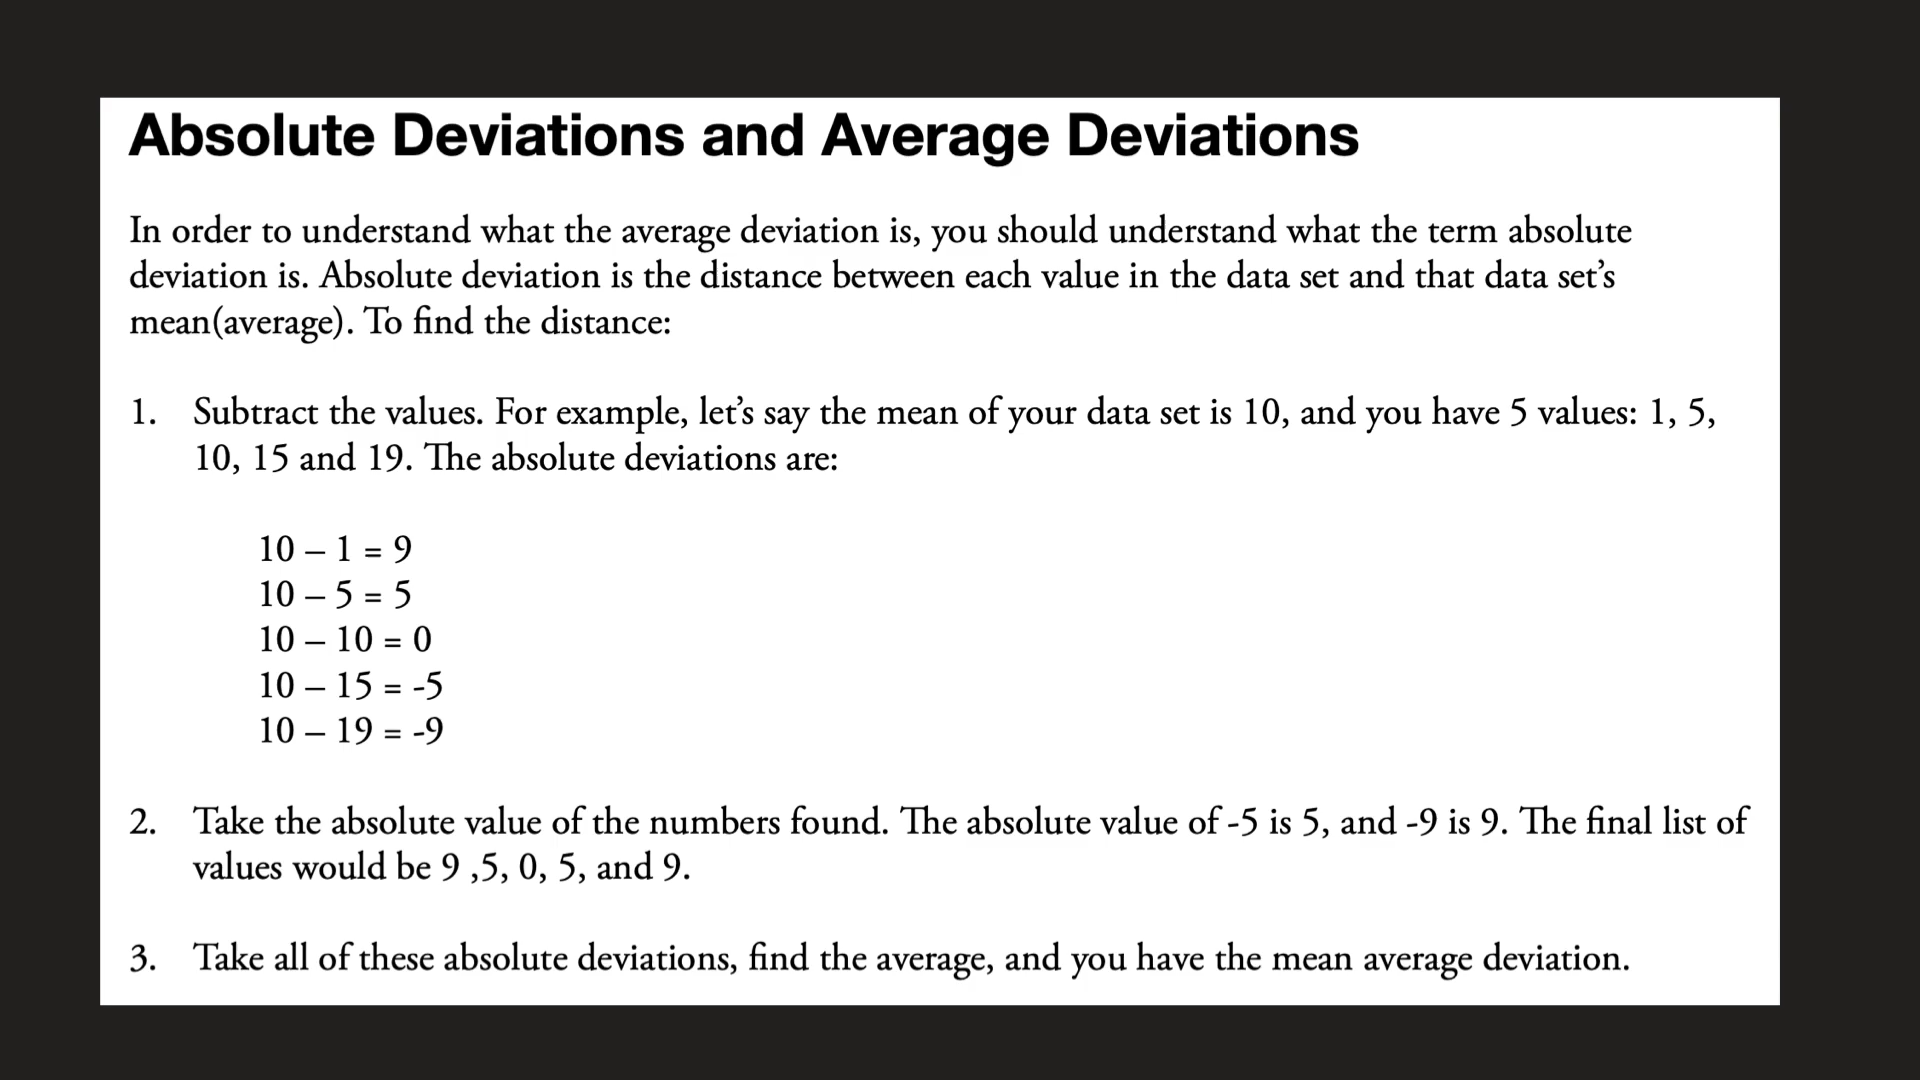 Absolute Deviations and Average Deviations
In order to understand what the average deviation is, you should understand what the term absolute
deviation is. Absolute deviation is the distance between each value in the data set and that data set’s
mean(average). To find the distance:
1. Subtract the values. For example, let’s say the mean of your data set is 10, and you have 5 values: 1, 5,
10, 15 and 19. The absolute deviations are:
10 – 1 = 9
10 – 5 = 5
10 – 10 = 0
10 – 15 = -5
10 – 19 = -9
2. Take the absolute value of the numbers found. The absolute value of -5 is 5, and -9 is 9. The final list of
values would be 9 ,5, 0, 5, and 9.
3. Take all of these absolute deviations, find the average, and you have the mean average deviation.